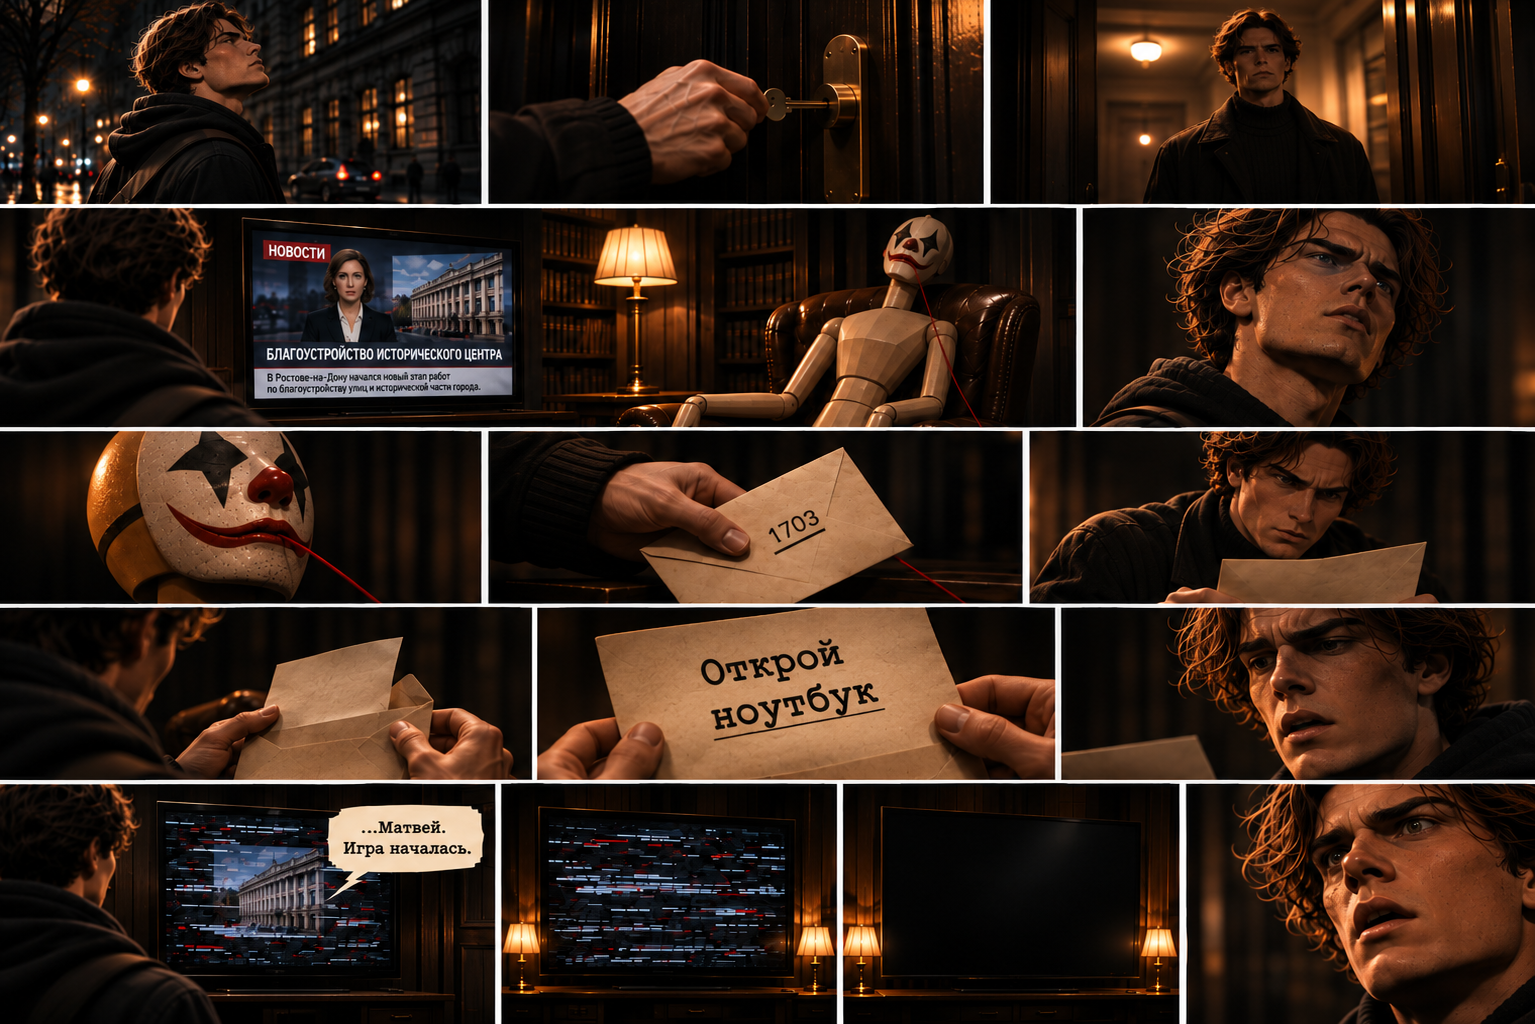 НОВОСТИ
БЛАГОУСТРОЙСТВО ИСТОРИЧЕСКОГО ЦЕНТРА
В Ростове-на-Дону начался новый этап работ
по благоустройству улиц и исторической части города.
1703
Открой
ноутбук
...Матвей.
Игра началась.